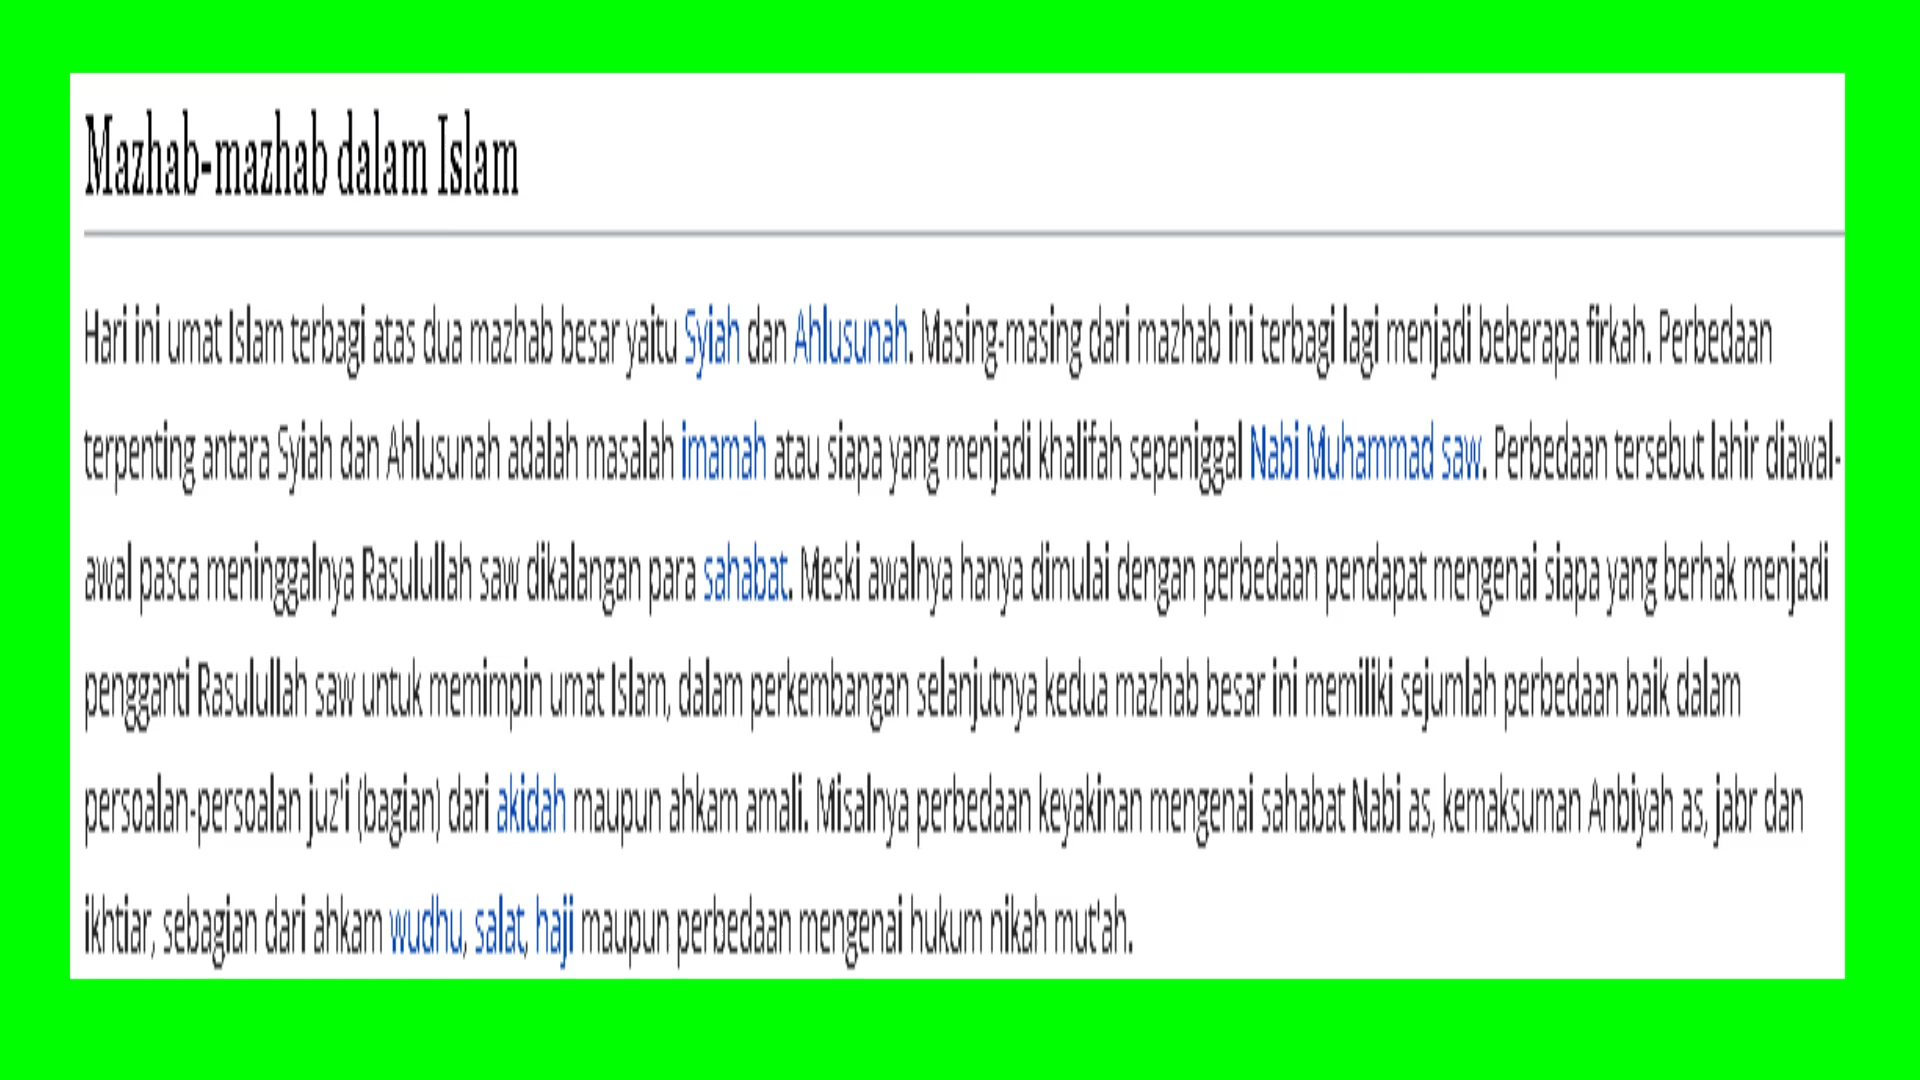 Mazhab-mazhab dalam Islam
Hari ini umat Islam terbagi atas dua mazhab besar yaitu Syiah dan Ahlusunah. Masing-masing dari mazhab ini terbagi lagi menjadi beberapa firkah. Perbedaan
terpenting antara Syiah dan Ahlusunah adalah masalah imamah atau siapa yang menjadi khalifah sepeniggal Nabi Muhammad saw. Perbedaan tersebut lahir diawal-
awal pasca meninggalnya Rasulullah saw dikalangan para sahabat. Meski awalnya hanya dimulai dengan perbedaan pendapat mengenai siapa yang berhak menjadi
pengganti Rasulullah saw untuk memimpin umat Islam, dalam perkembangan selanjutnya kedua mazhab besar ini memiliki sejumlah perbedaan baik dalam
persoalan-persoalan juz'i (bagian) dari akidah maupun ahkam amali. Misalnya perbedaan keyakinan mengenai sahabat Nabi as, kemaksuman Anbiyah as, jabr dan
ikhtiar, sebagian dari ahkam wudhu, salat, haji maupun perbedaan mengenai hukum nikah mut'ah.